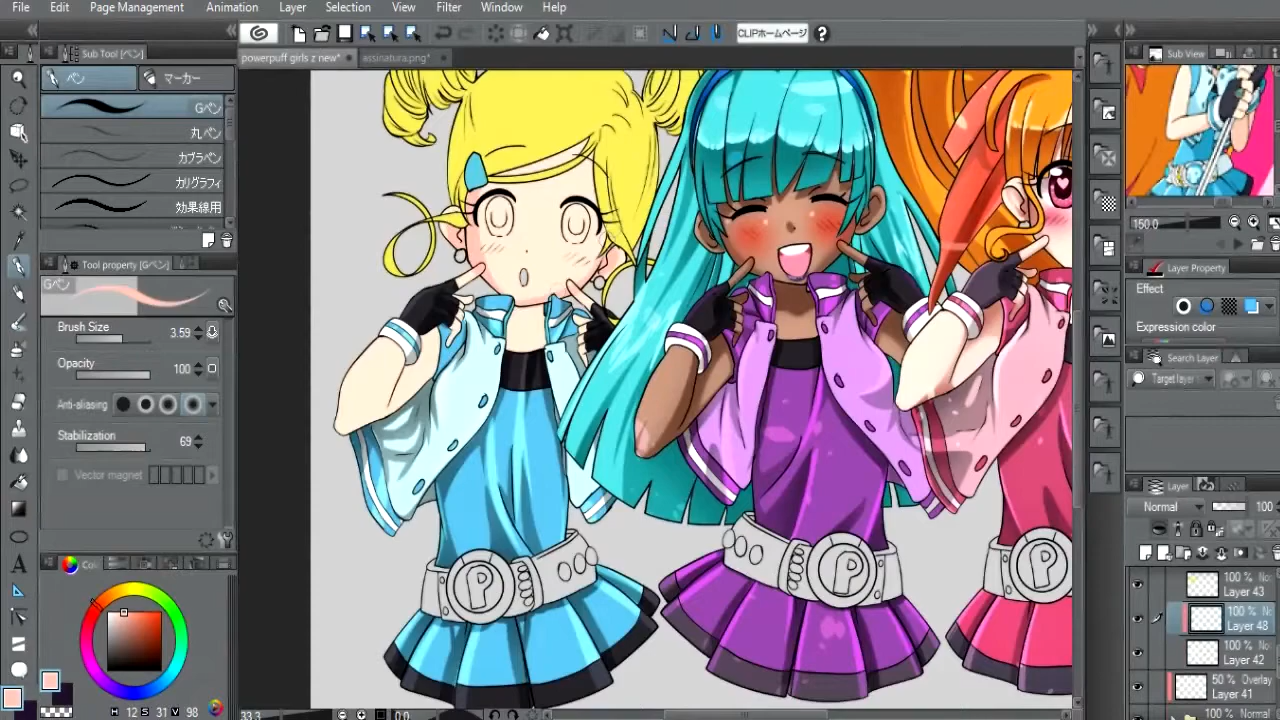 File Edit Page Management Animation Layer Selection View Filter Window Help
CLIPホームページ
Sub Tool [ペン]
powerpuff girls z new*
assinatura.png*
Sub View
ペン
マーカー
Gペン
丸ペン
カブラペン
カリグラフィ
効果線用
Tool property [Gペン]
Gペン
Brush Size 3.59
Opacity 100
Anti-aliasing
Stabilization 69
Vector magnet
H 12 S 31 V 98
33.3
0.0
P
P
P
150.0
Layer Property
Effect
Expression color
Search Layer
Target layer
Layer
Normal 100
100 % No
Layer 43
100 % No
Layer 48
100 % No
Layer 42
50 % Overlay
Layer 41
100 % Nor